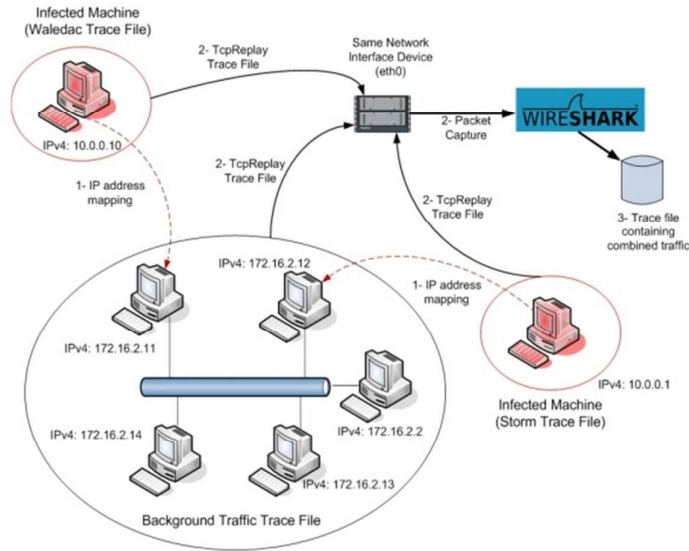 Infected Machine
(Waledac Trace File)
IPv4: 10.0.0.10
2- TcpReplay
Trace File
Same Network
Interface Device
(eth0)
2- Packet
Capture
WIRESHARK
3- Trace file
containing
combined traffic
1- IP address
mapping
2- TcpReplay
Trace File
2- TcpReplay
Trace File
1- IP address
mapping
IPv4: 172.16.2.12
IPv4: 172.16.2.11
IPv4: 172.16.2.2
IPv4: 172.16.2.14
IPv4: 172.16.2.13
Background Traffic Trace File
IPv4: 10.0.0.1
Infected Machine
(Storm Trace File)